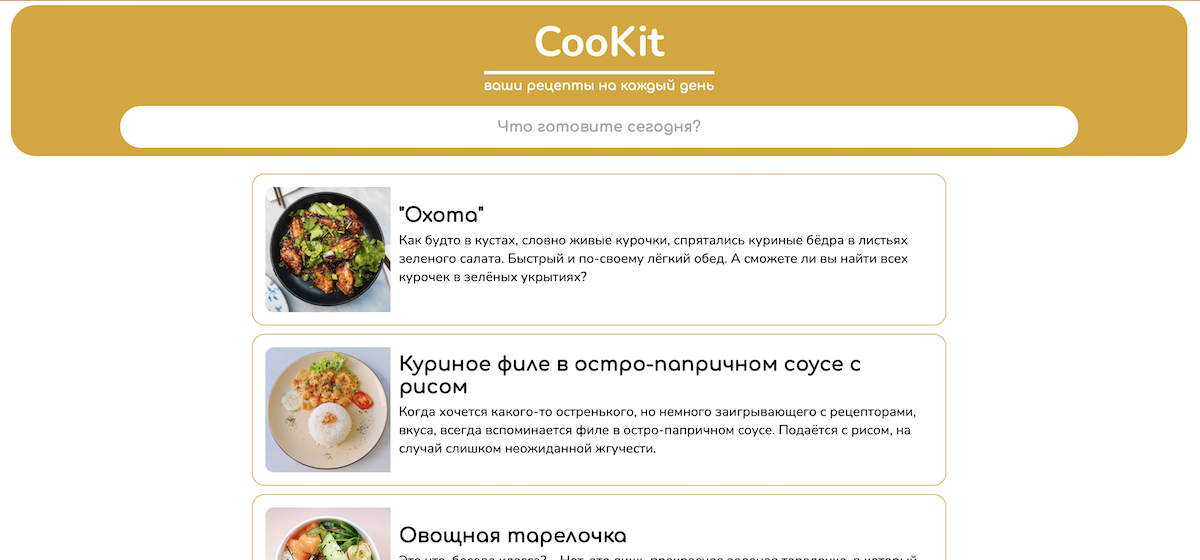 CooKit
ваши рецепты на каждый день
Что готовите сегодня?
"Охота"
Как будто в кустах, словно живые курочки, спрятались куриные бёдра в листьях
зеленого салата. Быстрый и по-своему лёгкий обед. А сможете ли вы найти всех
курочек в зелёных укрытиях?
Куриное филе в остро-папричном соусе с
рисом
Когда хочется какого-то остренького, но немного заигрывающего с рецепторами,
вкуса, всегда вспоминается филе в остро-папричном соусе. Подаётся с рисом, на
случай слишком неожиданной жгучести.
Овощная тарелочка